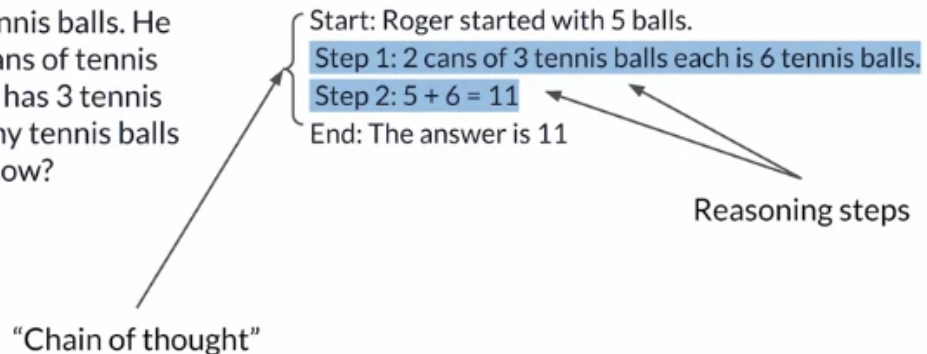 nnis balls. He
ans of tennis
has 3 tennis
ny tennis balls
ow?
Start: Roger started with 5 balls.
Step 1: 2 cans of 3 tennis balls each is 6 tennis balls.
Step 2: 5 + 6 = 11
End: The answer is 11
Reasoning steps
“Chain of thought”